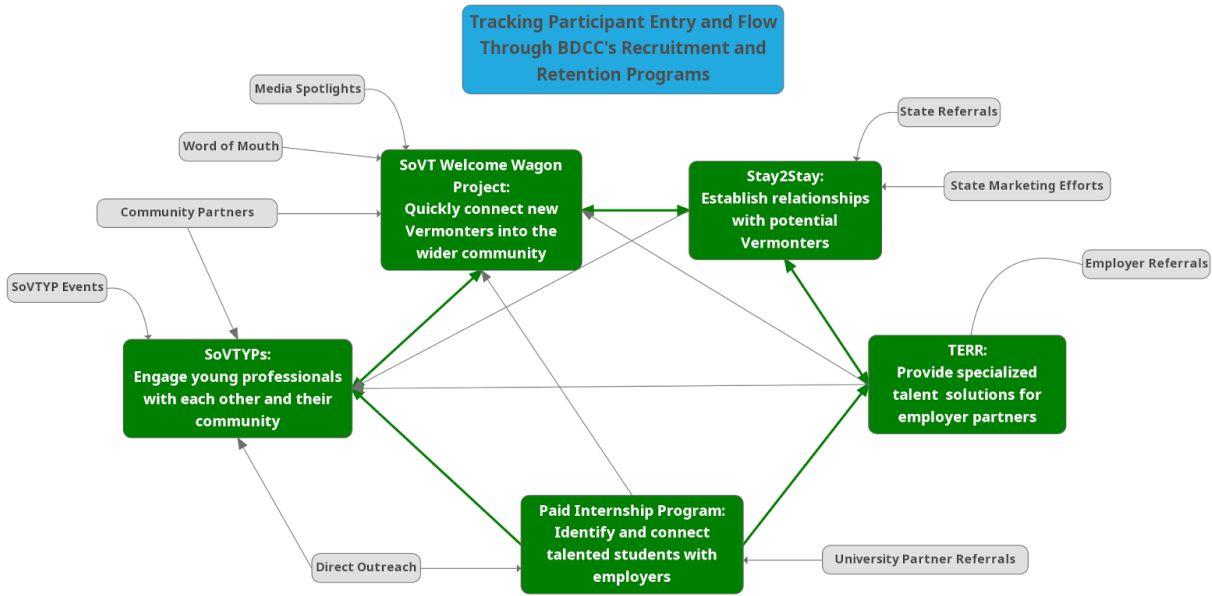 Tracking Participant Entry and Flow
Through BDCC's Recruitment and
Retention Programs
Media Spotlights
State Referrals
Word of Mouth
SoVT Welcome Wagon
Project:
Quickly connect new
Vermonters into the
wider community
Stay2Stay:
Establish relationships
with potential
Vermonters
State Marketing Efforts
Community Partners
Employer Referrals
SoVTYP Events
SoVTYPs:
Engage young professionals
with each other and their
community
TERR:
Provide specialized
talent solutions for
employer partners
Paid Internship Program:
Identify and connect
talented students with
employers
Direct Outreach
University Partner Referrals